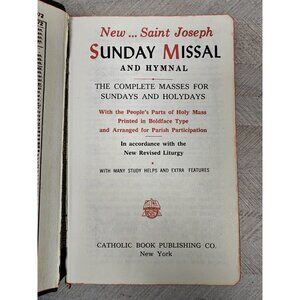 New ... Saint Joseph
SUNDAY MISSAL
AND HYMNAL
THE COMPLETE MASSES FOR
SUNDAYS AND HOLYDAYS
With the People's Parts of Holy Mass
Printed in Boldface Type
and Arranged for Parish Participation
In accordance with the
New Revised Liturgy
WITH MANY STUDY HELPS AND EXTRA FEATURES
CATHOLIC BOOK PUBLISHING CO.
New York